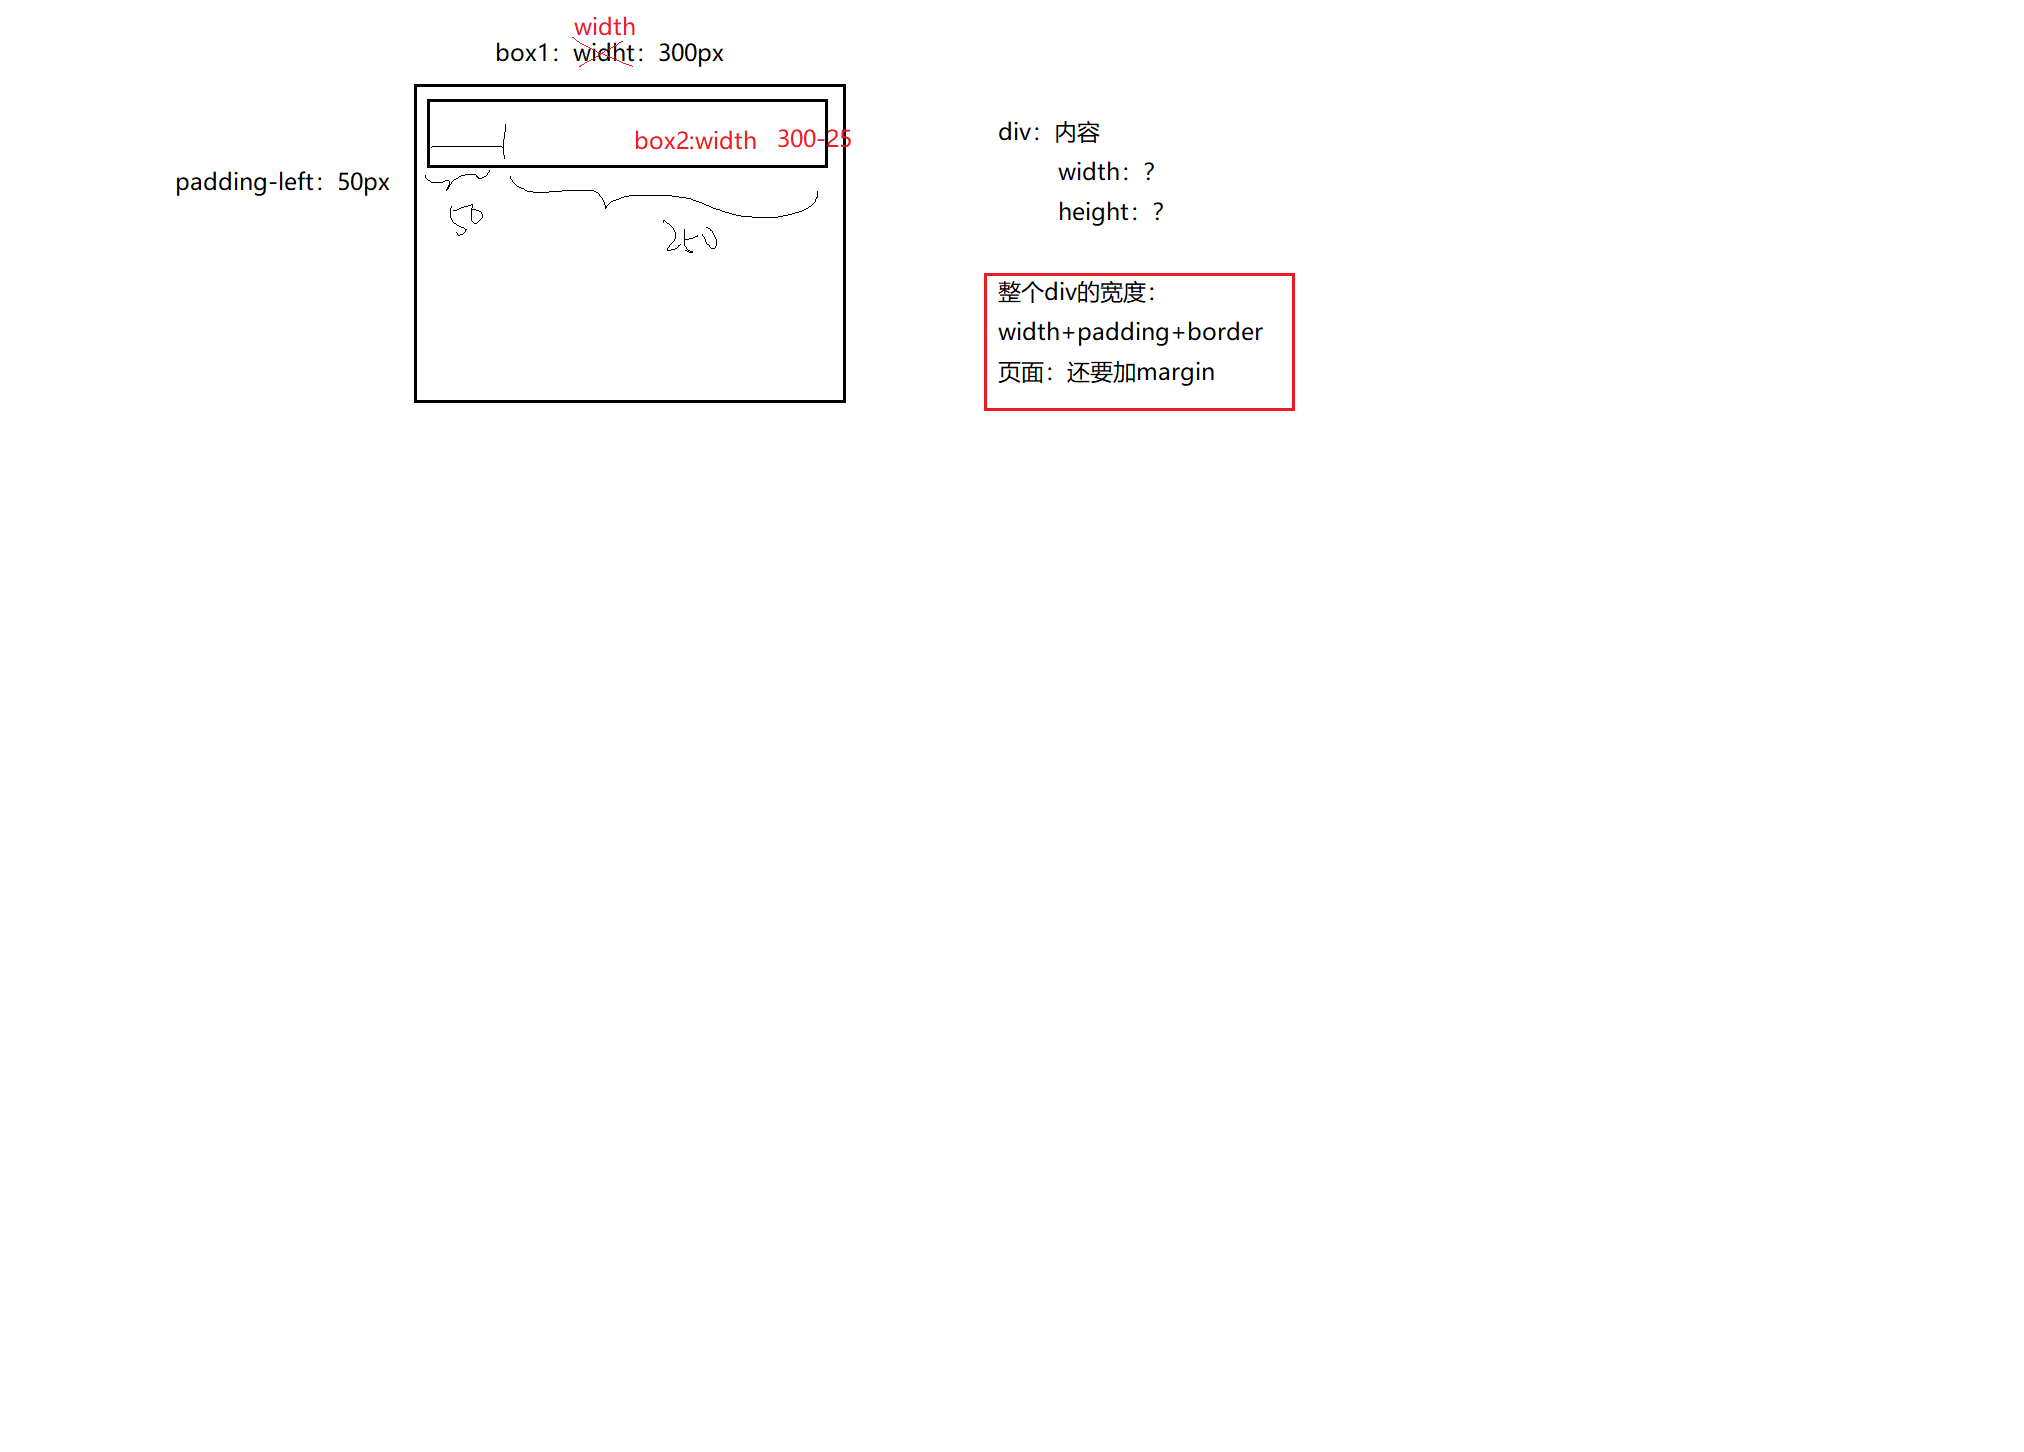 width
box1：widht：300px
box2:width 300-25
padding-left：50px
50
250
div：内容
width：？
height：？
整个div的宽度：
width+padding+border
页面：还要加margin